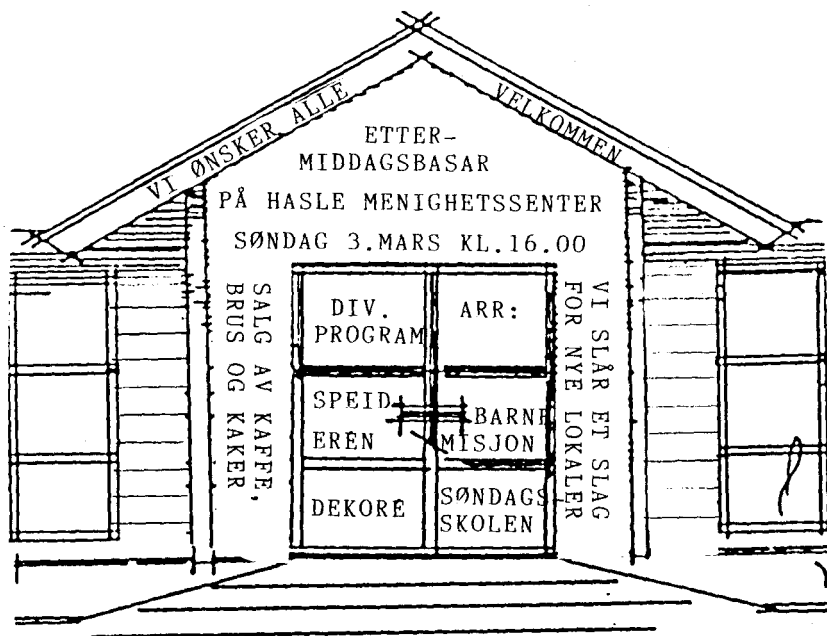 VI ØNSKER ALLE
VELKOMMEN
ETTER-
MIDDAGSBASAR
PÅ HASLE MENIGHETSSENTER
SØNDAG 3.MARS KL.16.00
SALG AV KAFFE,
BRUS OG KAKER
DIV.
PROGRAM
ARR:
SPEID
EREN
BARNE
MISJON
DEKORÉ
SØNDAGS-
SKOLEN
VI SLÅR ET SLAG
FOR NYE LOKALER